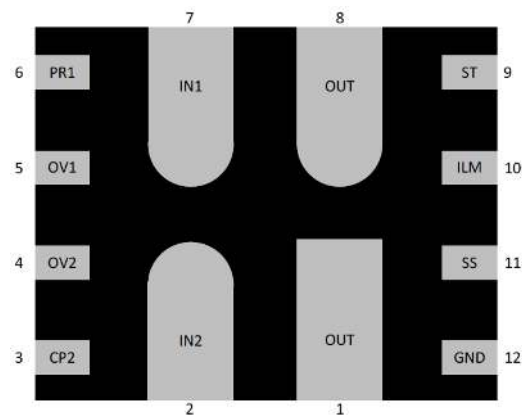 7 8
6 PR1 IN1 OUT ST 9
5 OV1 ILM 10
4 OV2 SS 11
3 CP2 IN2 OUT GND 12
2 1